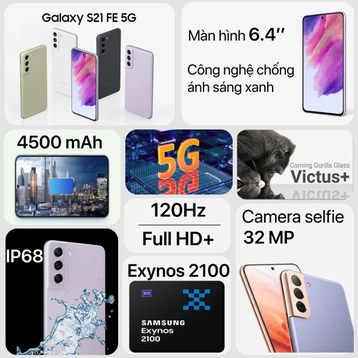 Galaxy S21 FE 5G
Màn hình 6.4''
Công nghệ chống
ánh sáng xanh
4500 mAh
5G
Corning Gorilla Glass
Victus+
120Hz
Full HD+
Camera selfie
32 MP
IP68
Exynos 2100
5G
SAMSUNG
Exynos
2100